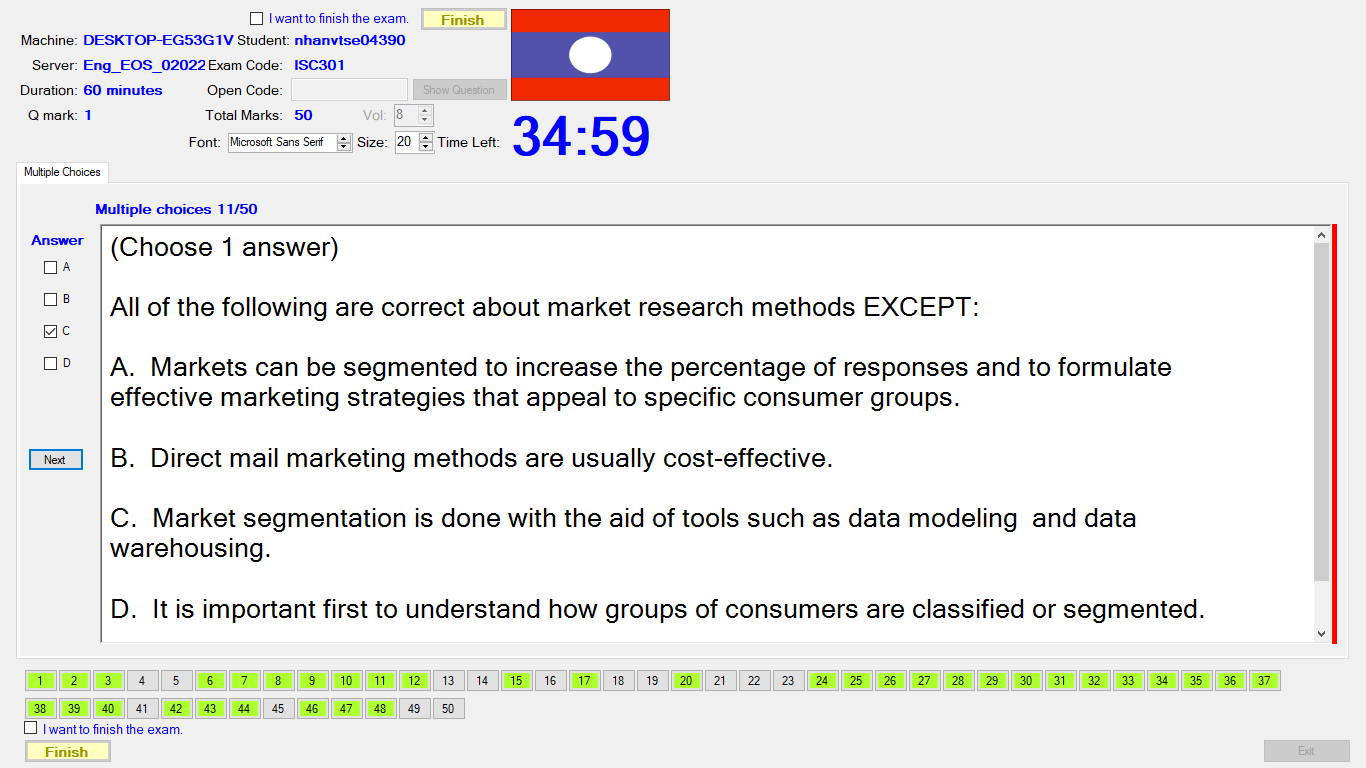 I want to finish the exam. Finish
Machine: DESKTOP-EG53G1V Student: nhanvtse04390
Server: Eng_EOS_02022 Exam Code: ISC301
Duration: 60 minutes Open Code: Show Question
Q mark: 1 Total Marks: 50 Vol: 8
Font: Microsoft Sans Serif Size: 20 Time Left: 34:59
Multiple Choices
Multiple choices 11/50
Answer
A
B
C
D
Next
(Choose 1 answer)
All of the following are correct about market research methods EXCEPT:
A. Markets can be segmented to increase the percentage of responses and to formulate
effective marketing strategies that appeal to specific consumer groups.
B. Direct mail marketing methods are usually cost-effective.
C. Market segmentation is done with the aid of tools such as data modeling and data
warehousing.
D. It is important first to understand how groups of consumers are classified or segmented.
1 2 3 4 5 6 7 8 9 10 11 12 13 14 15 16 17 18 19 20 21 22 23 24 25 26 27 28 29 30 31 32 33 34 35 36 37
38 39 40 41 42 43 44 45 46 47 48 49 50
I want to finish the exam.
Finish Exit